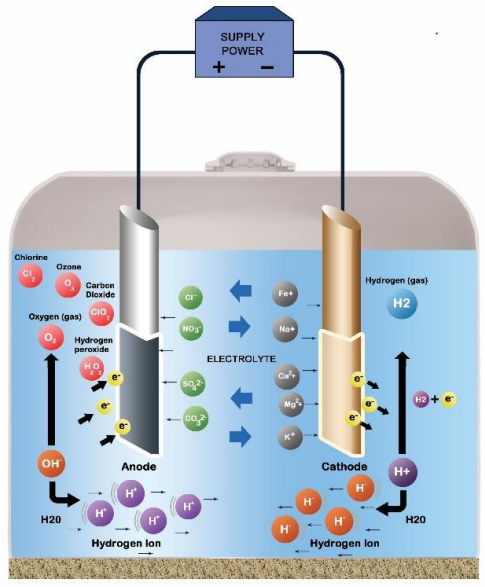 SUPPLY
POWER
+ −
Chlorine
Cl2
Ozone
O3
Carbon
Dioxide
ClO2
Oxygen (gas)
O2
Hydrogen
peroxide
H2O3
e-
e-
e-
Cl-
NO3-
SO42-
CO32-
Fe+
Na+
Ca2+
Mg2+
K+
ELECTROLYTE
Hydrogen (gas)
H2
e-
e-
e-
H2 + e-
Anode
Cathode
OH-
H+
H20
H20
H+
H+
H+
H+
H-
H-
H-
H-
Hydrogen Ion
Hydrogen Ion